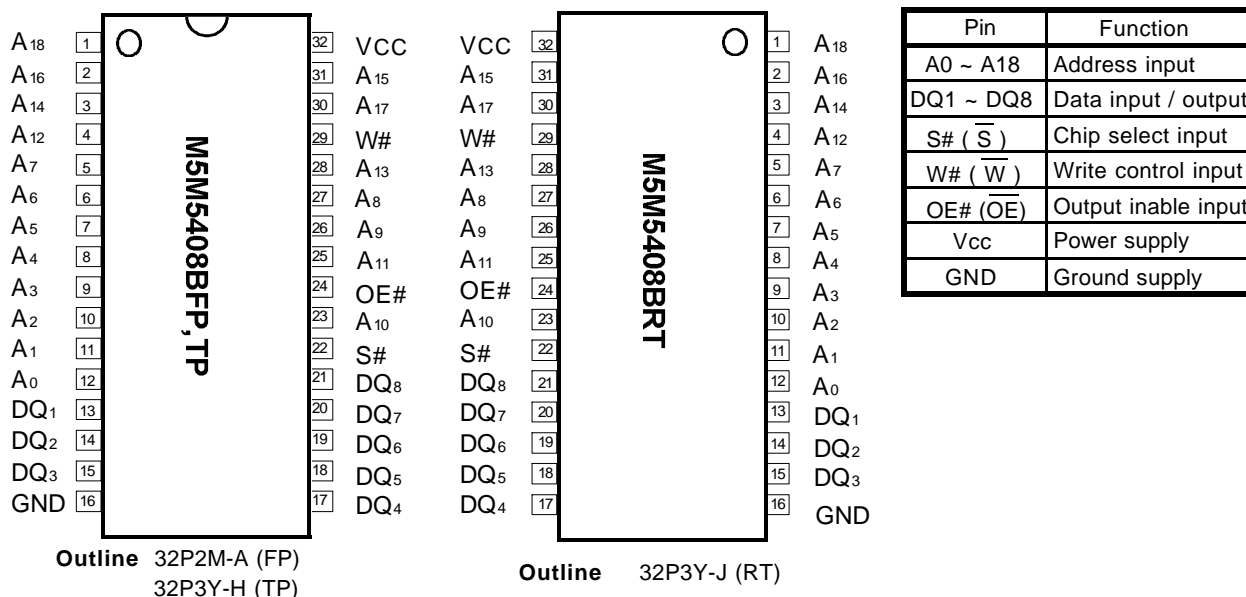 A18 1 32 VCC
A16 2 31 A15
A14 3 30 A17
A12 4 29 W#
A7 5 28 A13
A6 6 27 A8
A5 7 26 A9
A4 8 25 A11
A3 9 24 OE#
A2 10 23 A10
A1 11 22 S#
A0 12 21 DQ8
DQ1 13 20 DQ7
DQ2 14 19 DQ6
DQ3 15 18 DQ5
GND 16 17 DQ4
M5M5408BFP,TP
Outline 32P2M-A (FP)
32P3Y-H (TP)
VCC 32 1 A18
A15 31 2 A16
A17 30 3 A14
W# 29 4 A12
A13 28 5 A7
A8 27 6 A6
A9 26 7 A5
A11 25 8 A4
OE# 24 9 A3
A10 23 10 A2
S# 22 11 A1
DQ8 21 12 A0
DQ7 20 13 DQ1
DQ6 19 14 DQ2
DQ5 18 15 DQ3
DQ4 17 16 GND
M5M5408BRT
Outline 32P3Y-J (RT)
Pin Function
A0 ~ A18 Address input
DQ1 ~ DQ8 Data input / output
S# ( S̅ ) Chip select input
W# ( W̅ ) Write control input
OE# (O̅E̅) Output inable input
Vcc Power supply
GND Ground supply